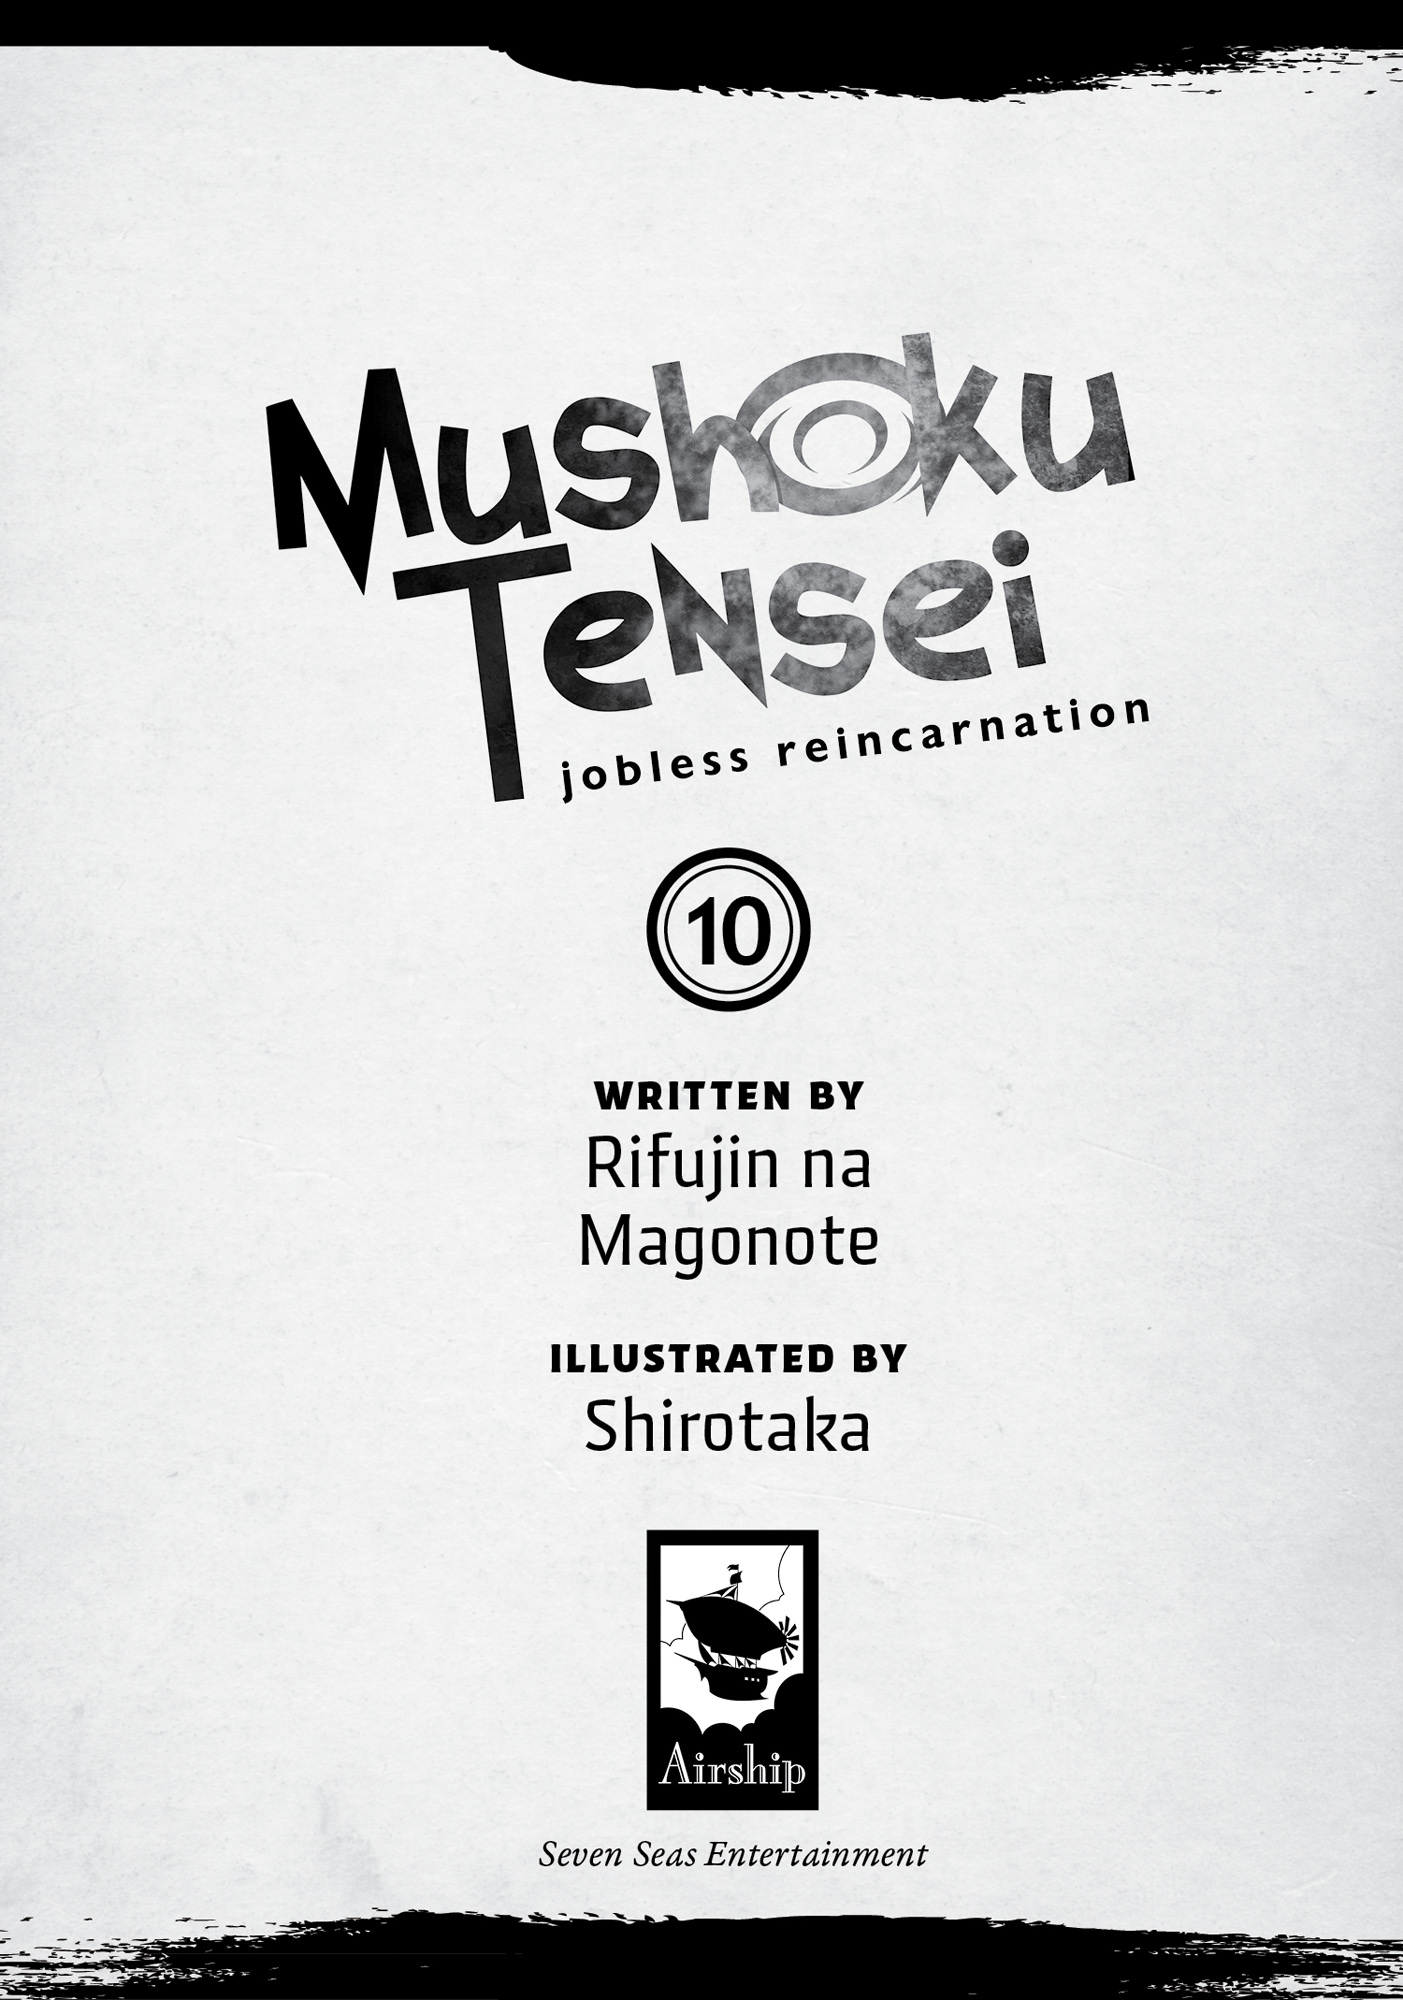 Mushoku
Tensei
jobless reincarnation
10
WRITTEN BY
Rifujin na
Magonote
ILLUSTRATED BY
Shirotaka
Airship
Seven Seas Entertainment